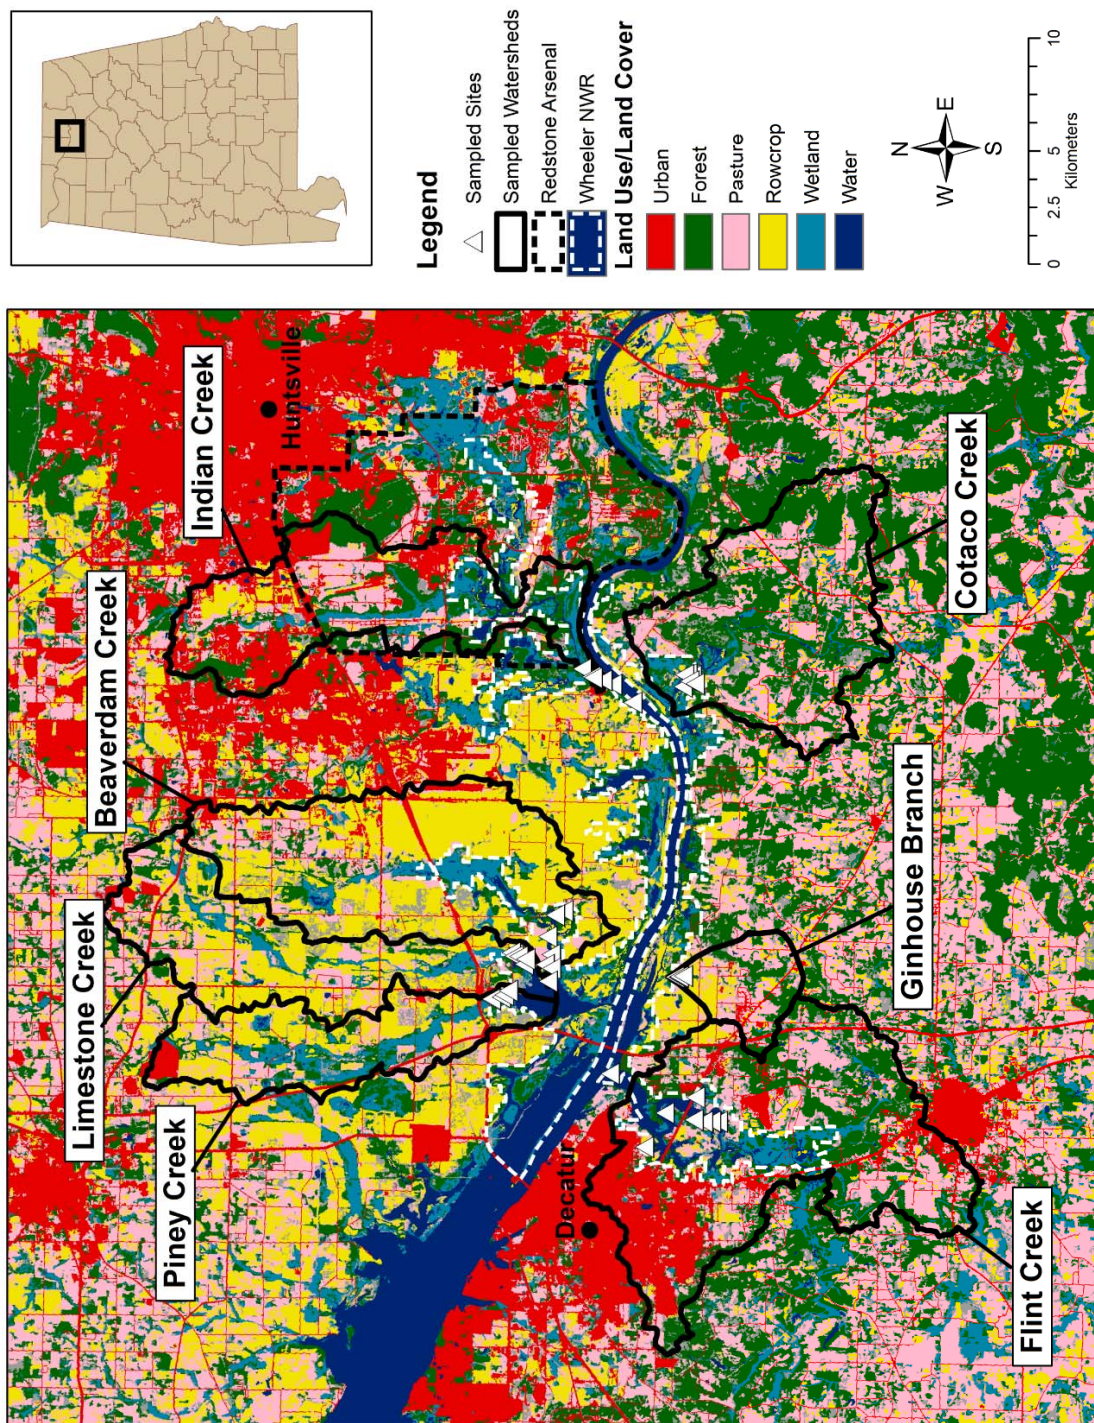 Piney Creek
Limestone Creek
Beaverdam Creek
Indian Creek
Huntsville
Decatur
Flint Creek
Ginhouse Branch
Cotaco Creek
Legend
Sampled Sites
Sampled Watersheds
Redstone Arsenal
Wheeler NWR
Land Use/Land Cover
Urban
Forest
Pasture
Rowcrop
Wetland
Water
N
W E
S
0 2.5 5 10
Kilometers